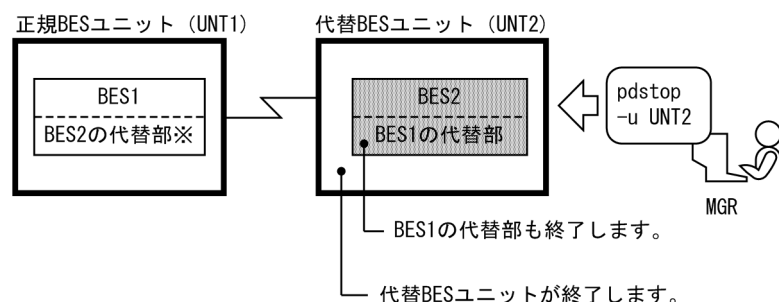 正規BESユニット（UNT1）
代替BESユニット（UNT2）
BES1
BES2の代替部※
BES2
BES1の代替部
pdstop
-u UNT2
MGR
BES1の代替部も終了します。
代替BESユニットが終了します。